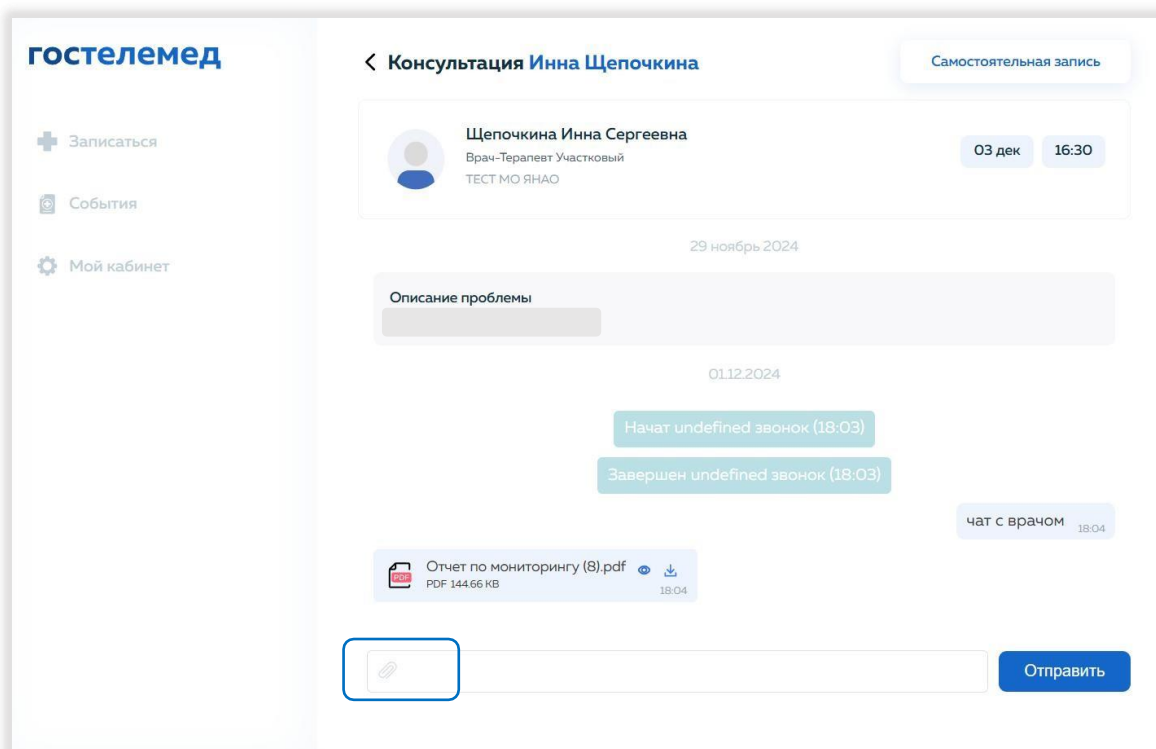 гостелемед
Консультация Инна Щепочкина
Самостоятельная запись
Записаться
События
Мой кабинет
Щепочкина Инна Сергеевна
Врач-Терапевт Участковый
ТЕСТ МО ЯНАО
03 дек
16:30
29 ноябрь 2024
Описание проблемы
01.12.2024
Начат undefined звонок (18:03)
Завершен undefined звонок (18:03)
чат с врачом
18:04
PDF
Отчет по мониторингу (8).pdf
PDF 144.66 KB
18:04
Отправить